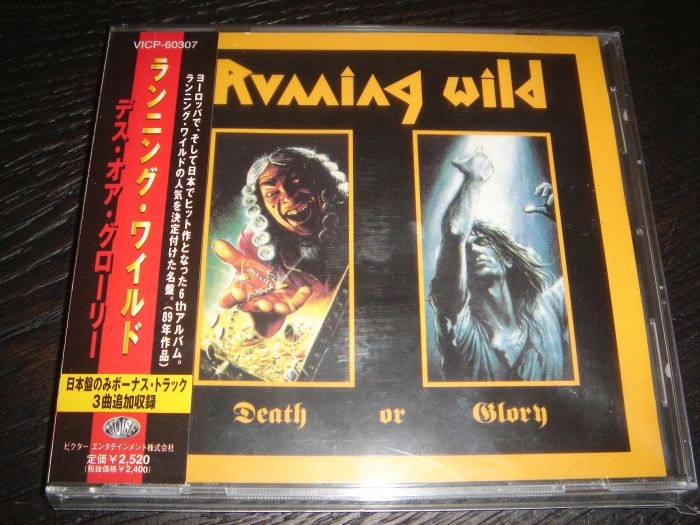 VICP-60307
ランニング・ワイルド
デス・オア・グローリー
ヨーロッパで、そして日本でヒット作となった6thアルバム。
ランニング・ワイルドの人気を決定付けた名盤。(89年作品)
日本盤のみボーナス・トラック
3曲追加収録
NOISE
ビクター エンタテインメント株式会社
定価￥2,520
(税抜価格￥2,400)
Running wild
Death or Glory